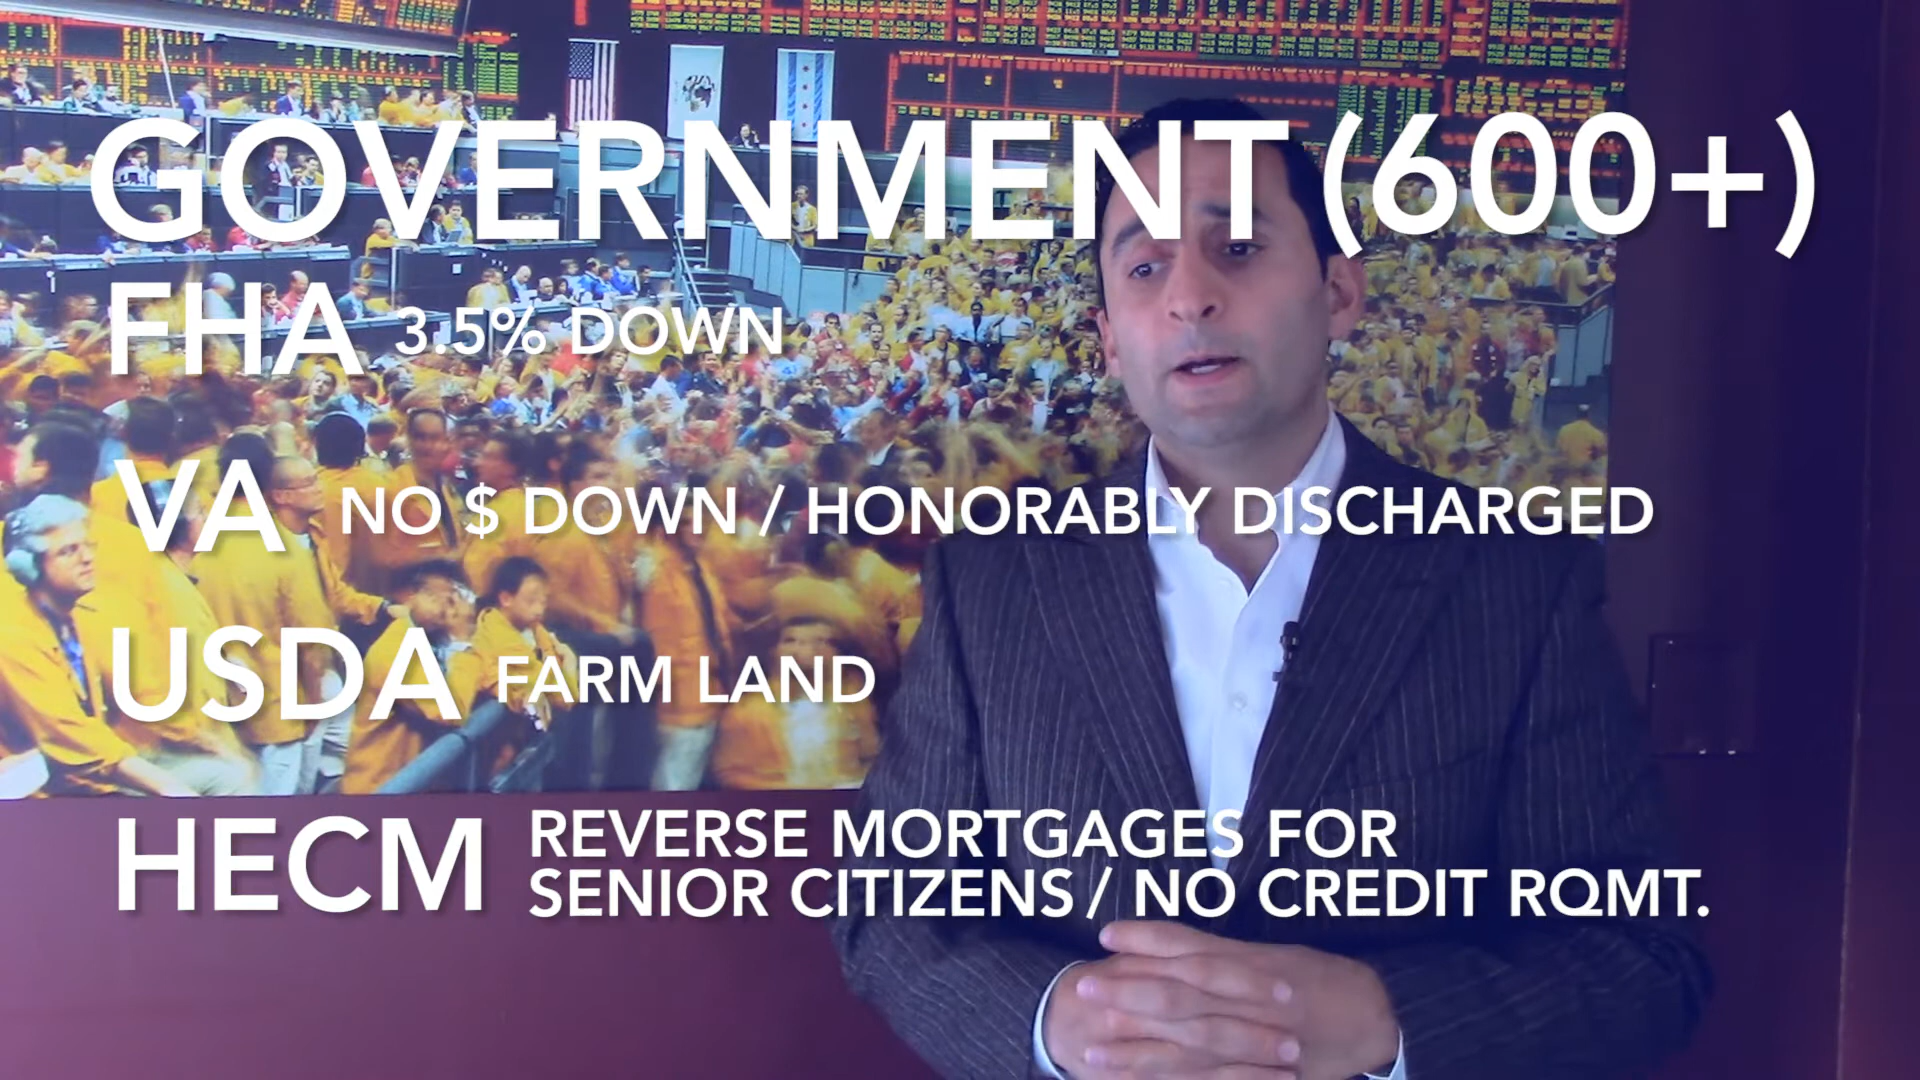 GOVERNMENT (600+)
FHA 3.5% DOWN
VA NO $ DOWN / HONORABLY DISCHARGED
USDA FARM LAND
HECM REVERSE MORTGAGES FOR
SENIOR CITIZENS / NO CREDIT RQMT.